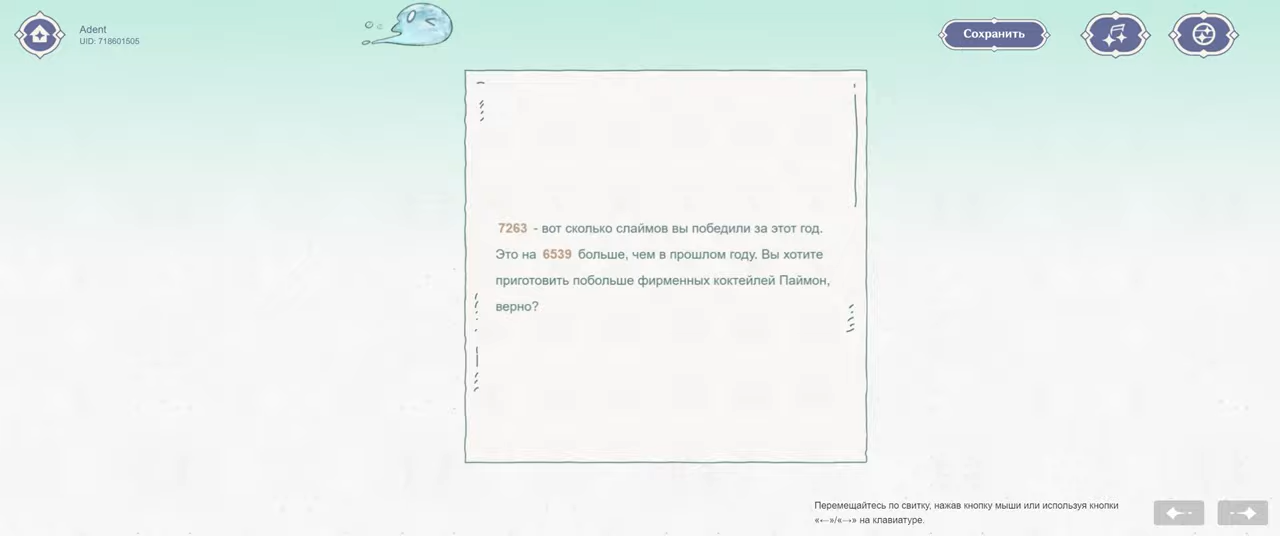 Adent
UID: 718601505
Сохранить
7263 - вот сколько слаймов вы победили за этот год.
Это на 6539 больше, чем в прошлом году. Вы хотите
приготовить побольше фирменных коктейлей Паймон,
верно?
Перемещайтесь по свитку, нажав кнопку мыши или используя кнопки
«←»/«→» на клавиатуре.